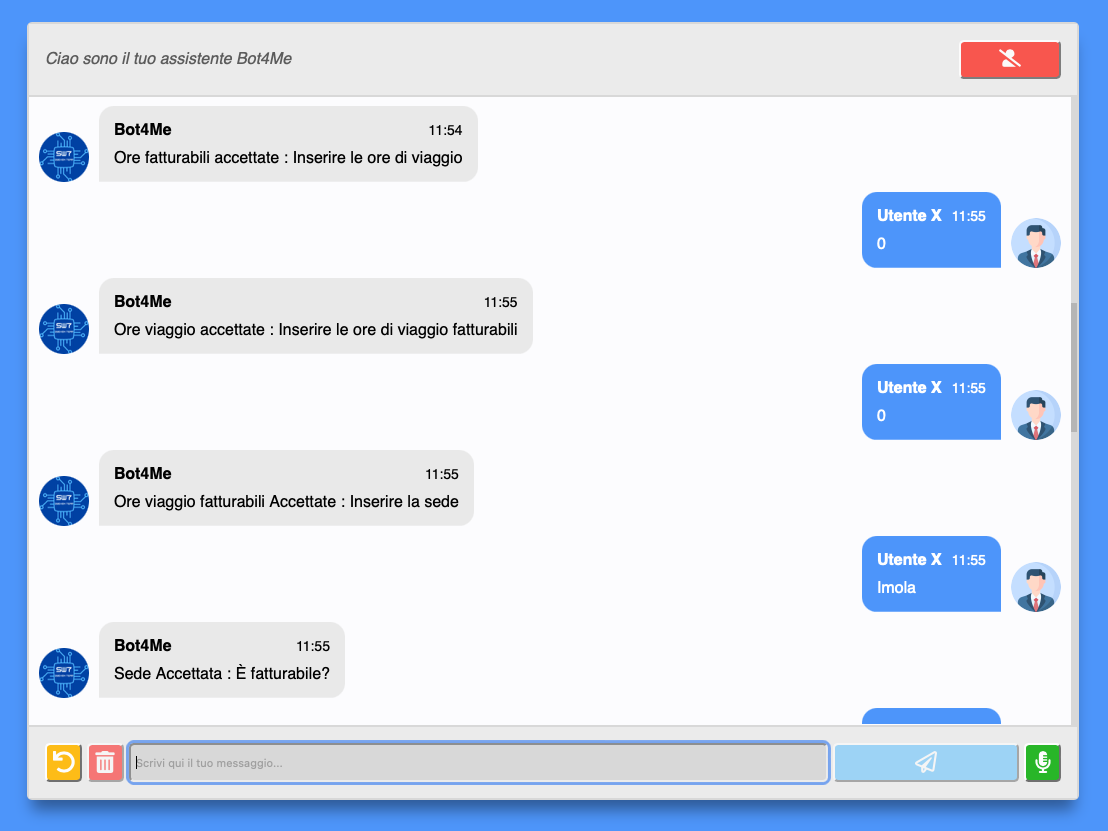 Ciao sono il tuo assistente Bot4Me
Bot4Me 11:54
Ore fatturabili accettate : Inserire le ore di viaggio
Utente X 11:55
0
Bot4Me 11:55
Ore viaggio accettate : Inserire le ore di viaggio fatturabili
Utente X 11:55
0
Bot4Me 11:55
Ore viaggio fatturabili Accettate : Inserire la sede
Utente X 11:55
Imola
Bot4Me 11:55
Sede Accettata : È fatturabile?
Scrivi qui il tuo messaggio...